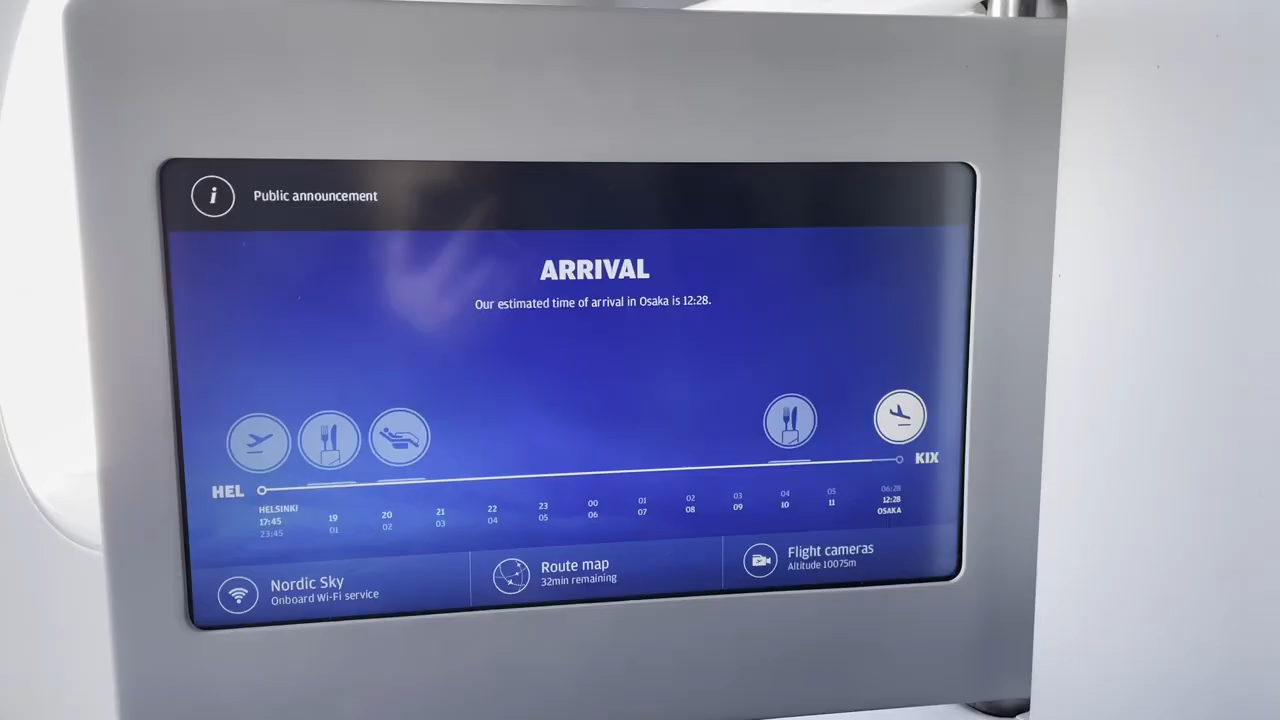 i
Public announcement
ARRIVAL
Our estimated time of arrival in Osaka is 12:28.
HEL
KIX
HELSINKI
17:45
23:45
19 20 21 22 23 00 01 02 03 04 05
01 02 03 04 05 06 07 08 09 10 11
06:28
12:28
OSAKA
Nordic Sky
Onboard Wi-Fi service
Route map
32min remaining
Flight cameras
Altitude 10075m